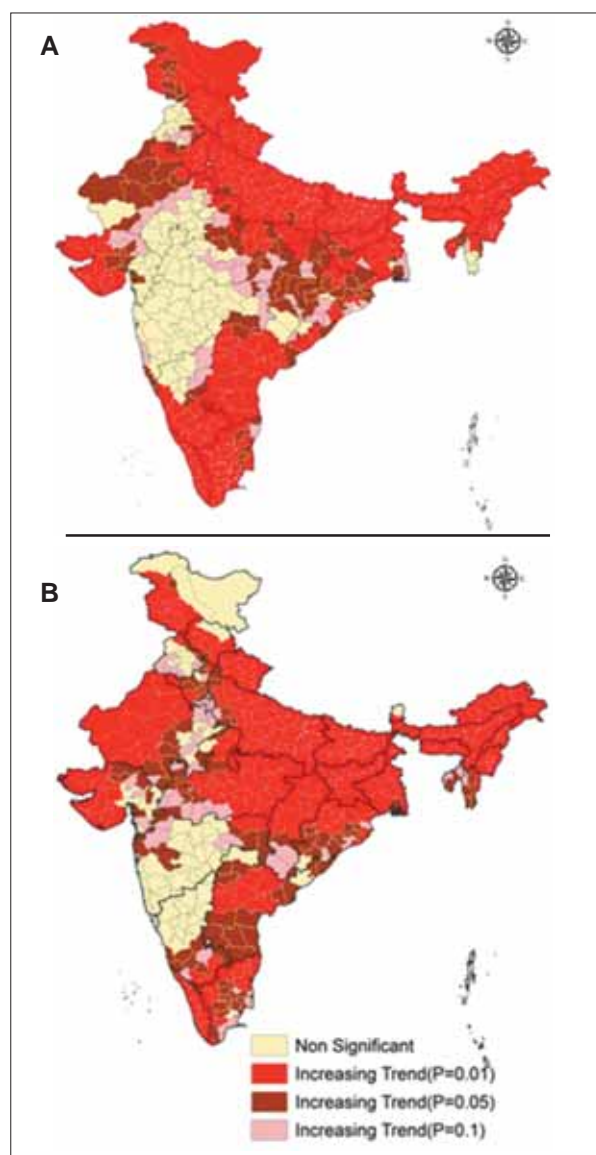 A
B
Non Significant
Increasing Trend(P=0.01)
Increasing Trend(P=0.05)
Increasing Trend(P=0.1)